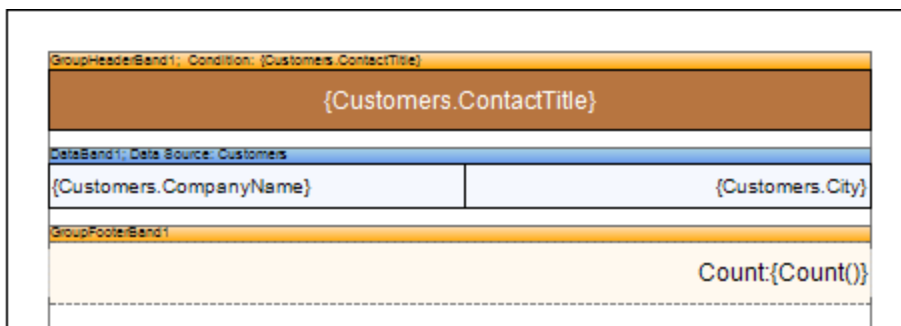 GroupHeaderBand1; Condition: {Customers.ContactTitle}
{Customers.ContactTitle}
DataBand1; Data Source: Customers
{Customers.CompanyName} {Customers.City}
GroupFooterBand1
Count:{Count()}